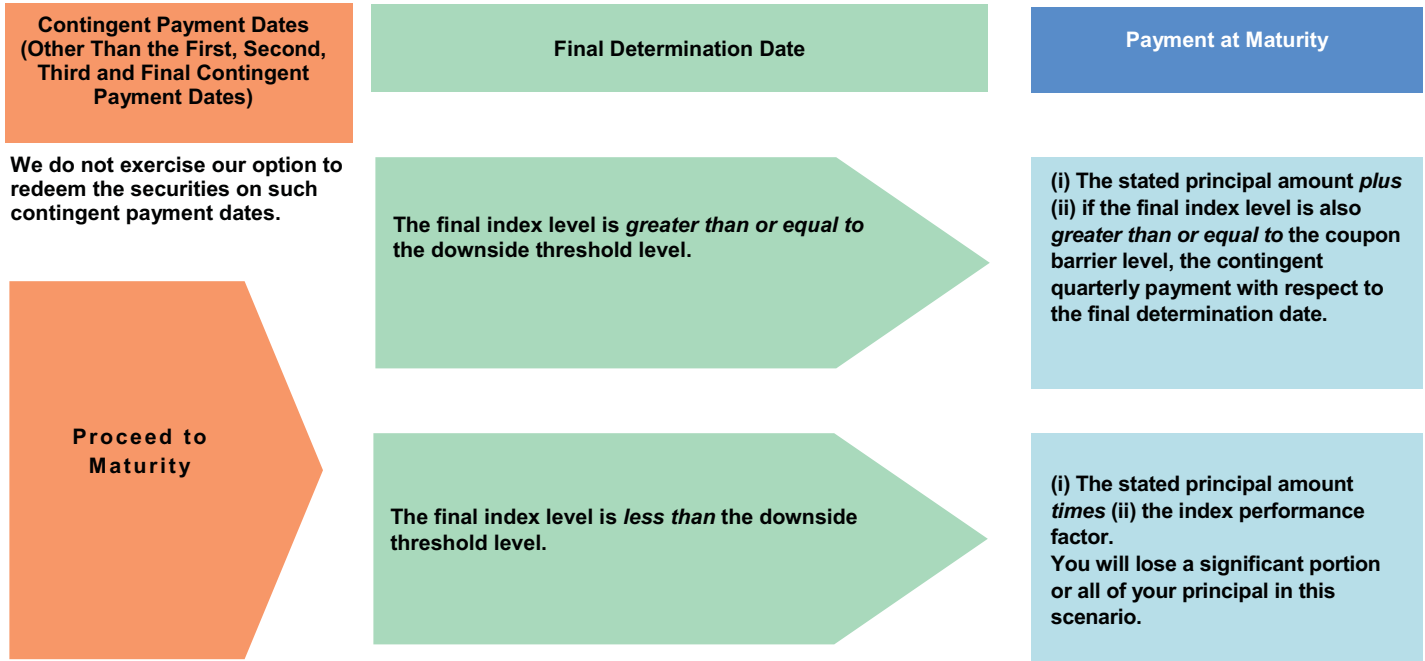 Contingent Payment Dates
(Other Than the First, Second,
Third and Final Contingent
Payment Dates)
Final Determination Date
Payment at Maturity
We do not exercise our option to
redeem the securities on such
contingent payment dates.
The final index level is greater than or equal to
the downside threshold level.
(i) The stated principal amount plus
(ii) if the final index level is also
greater than or equal to the coupon
barrier level, the contingent
quarterly payment with respect to
the final determination date.
Proceed to
Maturity
The final index level is less than the downside
threshold level.
(i) The stated principal amount
times (ii) the index performance
factor.
You will lose a significant portion
or all of your principal in this
scenario.